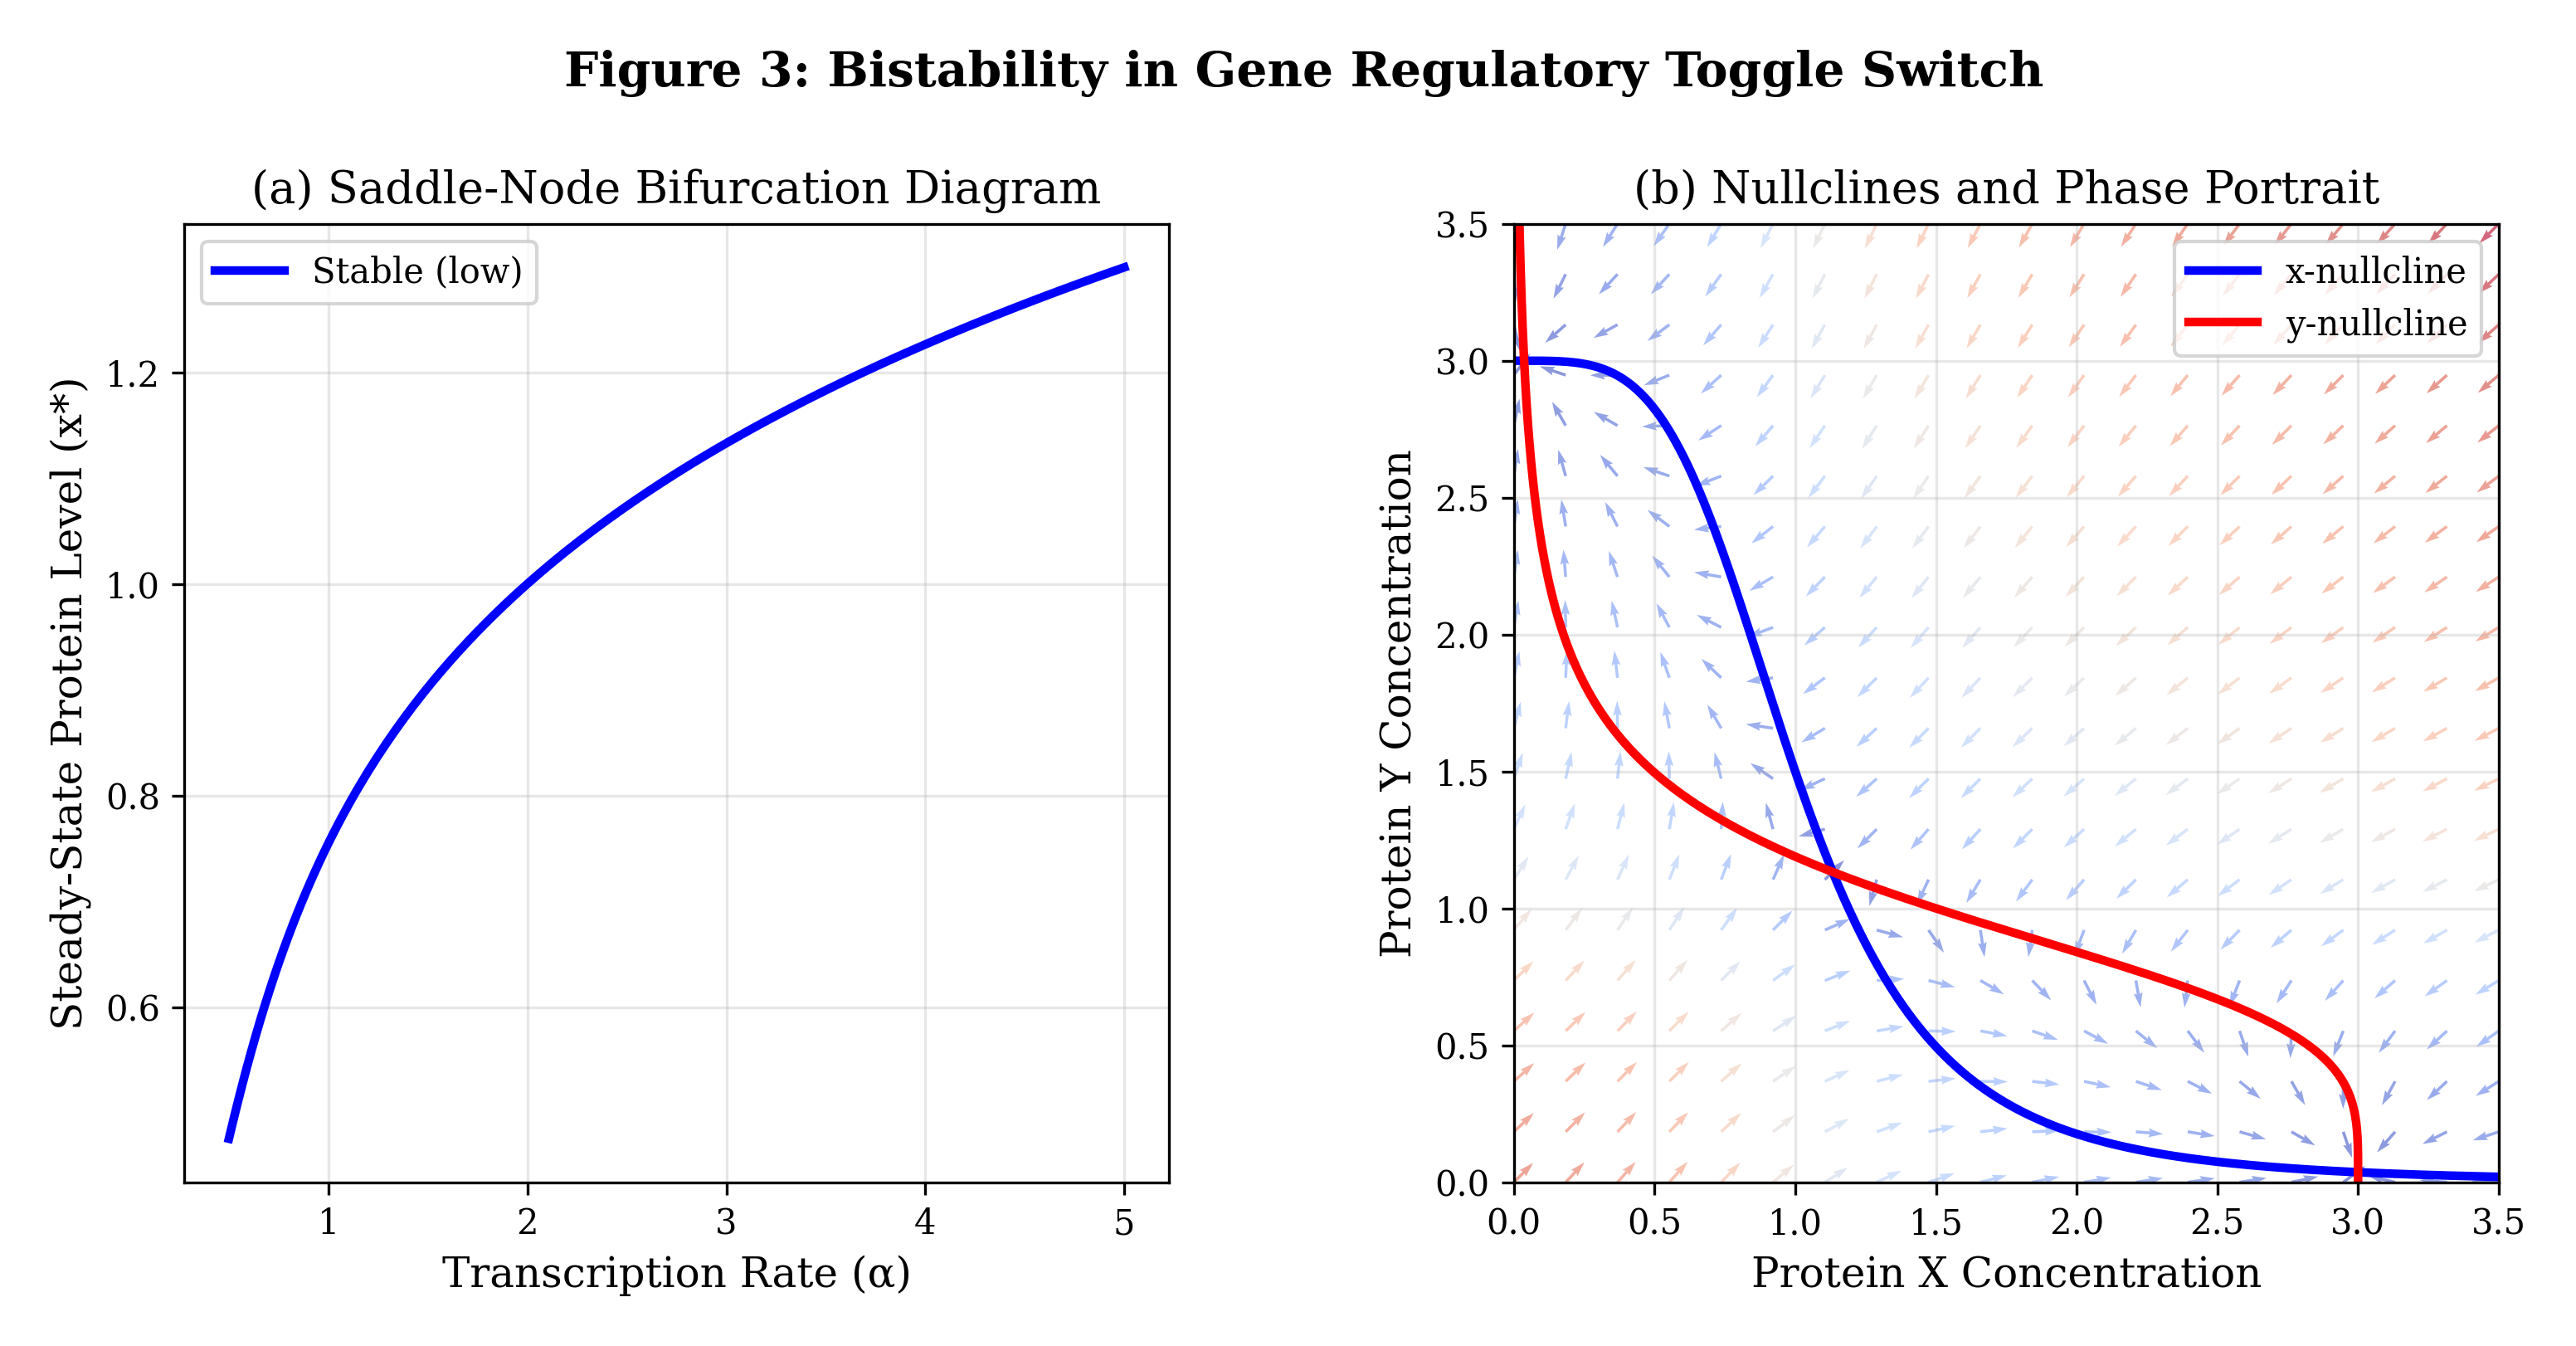 Figure 3: Bistability in Gene Regulatory Toggle Switch
(a) Saddle-Node Bifurcation Diagram
Stable (low)
Steady-State Protein Level (x*)
1.2
1.0
0.8
0.6
1 2 3 4 5
Transcription Rate (α)
(b) Nullclines and Phase Portrait
x-nullcline
y-nullcline
Protein Y Concentration
3.5
3.0
2.5
2.0
1.5
1.0
0.5
0.0
0.0 0.5 1.0 1.5 2.0 2.5 3.0 3.5
Protein X Concentration